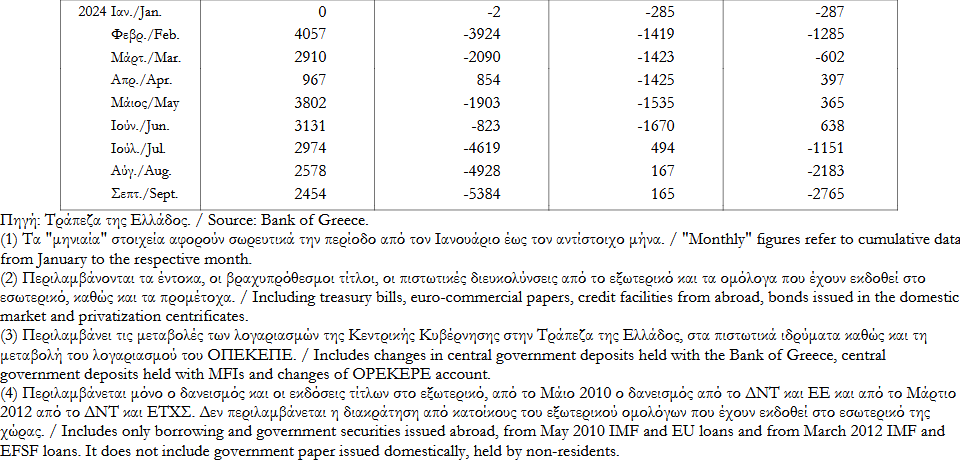 2024 Ιαν./Jan. 0 -2 -285 -287
Φεβρ./Feb. 4057 -3924 -1419 -1285
Μάρτ./Mar. 2910 -2090 -1423 -602
Απρ./Apr. 967 854 -1425 397
Μάιος/May 3802 -1903 -1535 365
Ιούν./Jun. 3131 -823 -1670 638
Ιούλ./Jul. 2974 -4619 494 -1151
Αύγ./Aug. 2578 -4928 167 -2183
Σεπτ./Sept. 2454 -5384 165 -2765
Πηγή: Τράπεζα της Ελλάδος. / Source: Bank of Greece.
(1) Τα "μηνιαία" στοιχεία αφορούν σωρευτικά την περίοδο από τον Ιανουάριο έως τον αντίστοιχο μήνα. / "Monthly" figures refer to cumulative data
from January to the respective month.
(2) Περιλαμβάνονται τα έντοκα, οι βραχυπρόθεσμοι τίτλοι, οι πιστωτικές διευκολύνσεις από το εξωτερικό και τα ομόλογα που έχουν εκδοθεί στο
εσωτερικό, καθώς και τα προμέτοχα. / Including treasury bills, euro-commercial papers, credit facilities from abroad, bonds issued in the domestic
market and privatization centrificates.
(3) Περιλαμβάνει τις μεταβολές των λογαριασμών της Κεντρικής Κυβέρνησης στην Τράπεζα της Ελλάδος, στα πιστωτικά ιδρύματα καθώς και τη
μεταβολή του λογαριασμού του ΟΠΕΚΕΠΕ. / Includes changes in central government deposits held with the Bank of Greece, central
government deposits held with MFIs and changes of OPEKEPE account.
(4) Περιλαμβάνεται μόνο ο δανεισμός και οι εκδόσεις τίτλων στο εξωτερικό, από το Μάιο 2010 ο δανεισμός από το ΔΝΤ και ΕΕ και από το Μάρτιο
2012 από το ΔΝΤ και ΕΤΧΣ. Δεν περιλαμβάνεται η διακράτηση από κατοίκους του εξωτερικού ομολόγων που έχουν εκδοθεί στο εσωτερικό της
χώρας. / Includes only borrowing and government securities issued abroad, from May 2010 IMF and EU loans and from March 2012 IMF and
EFSF loans. It does not include government paper issued domestically, held by non-residents.